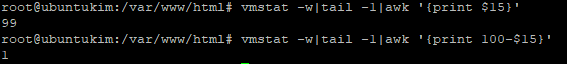 root@ubuntukim:/var/www/html# vmstat -w|tail -1|awk '{print $15}'
99
root@ubuntukim:/var/www/html# vmstat -w|tail -1|awk '{print 100-$15}'
1